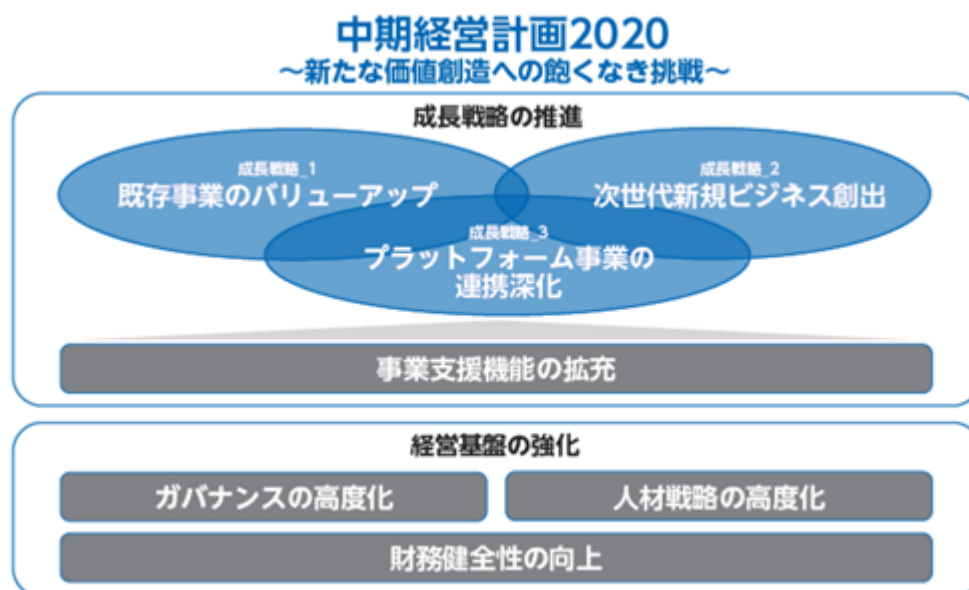 中期経営計画2020
～新たな価値創造への飽くなき挑戦～
成長戦略の推進
成長戦略_1
既存事業のバリューアップ
成長戦略_2
次世代新規ビジネス創出
成長戦略_3
プラットフォーム事業の
連携深化
事業支援機能の拡充
経営基盤の強化
ガバナンスの高度化
人材戦略の高度化
財務健全性の向上